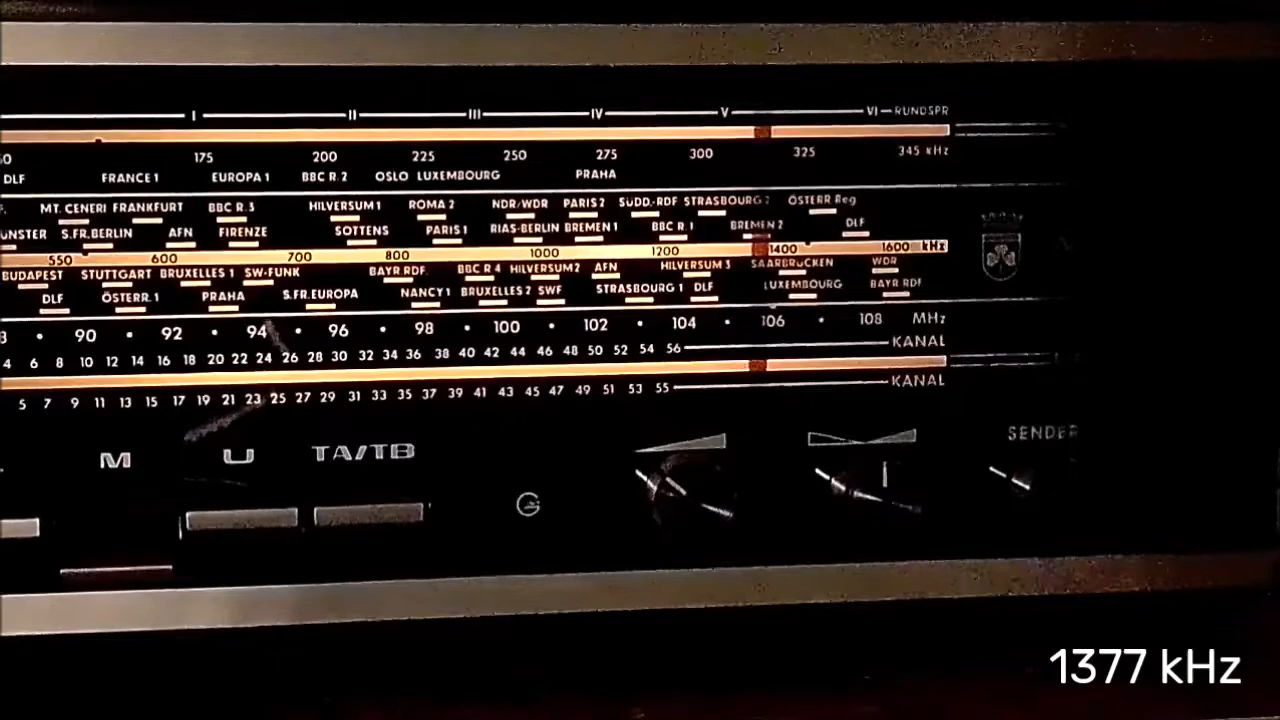 I II III IV V VI RUNDSPR
175 200 225 250 275 300 325 345 kHz
DLF FRANCE 1 EUROPA 1 BBC R.2 OSLO LUXEMBOURG PRAHA
MT. CENERI FRANKFURT BBC R.3 HILVERSUM 1 ROMA 2 NDR/WDR PARIS 2 SÜDD.-RDF STRASBOURG 2 ÖSTERR Reg
S.FR.BERLIN AFN FIRENZE SOTTENS PARIS 1 RIAS-BERLIN BREMEN 1 BBC R.1 BREMEN 2 DLF
550 600 700 800 1000 1200 1400 1600 kHz
BUDAPEST STUTTGART BRUXELLES 1 SW-FUNK BAYR RDF. BBC R 4 HILVERSUM2 AFN HILVERSUM 3 SAARBRÜCKEN WDR
DLF ÖSTERR. 1 PRAHA S.FR.EUROPA NANCY 1 BRUXELLES 2 SWF STRASBOURG 1 DLF LUXEMBOURG BAYR RDF
90 • 92 • 94 • 96 • 98 • 100 • 102 • 104 • 106 • 108 MHz
4 6 8 10 12 14 16 18 20 22 24 26 28 30 32 34 36 38 40 42 44 46 48 50 52 54 56 KANAL
5 7 9 11 13 15 17 19 21 23 25 27 29 31 33 35 37 39 41 43 45 47 49 51 53 55 KANAL
SENDER
M U TA/TB
1377 kHz